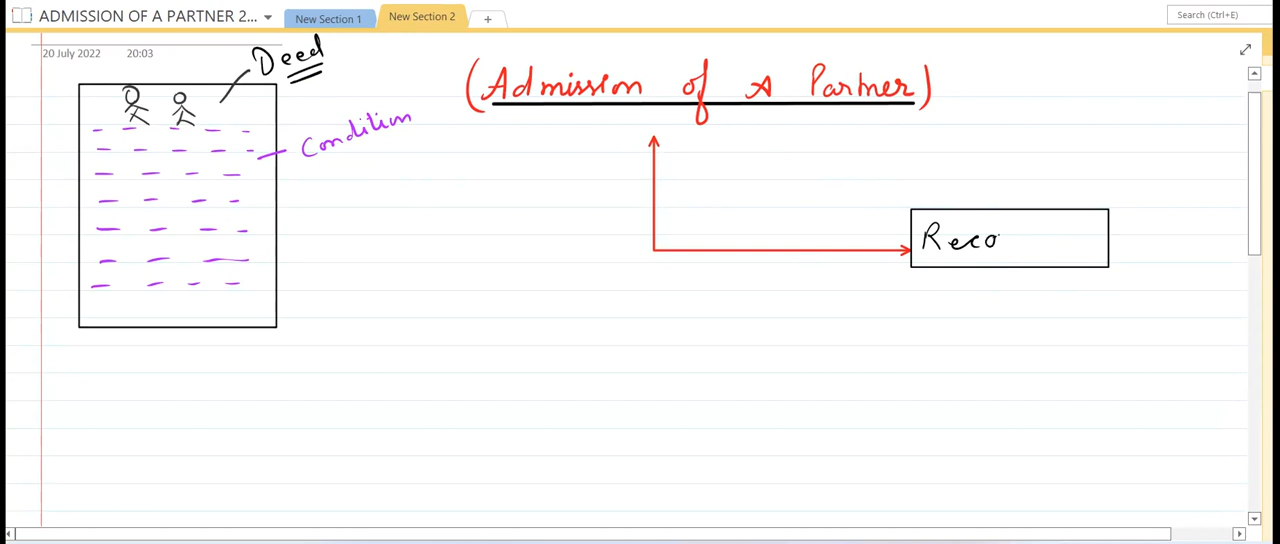 ADMISSION OF A PARTNER 2...
New Section 1
New Section 2
+
Search (Ctrl+E)
20 July 2022 20:03
Deed
(Admission of A Partner)
Condition
Reco